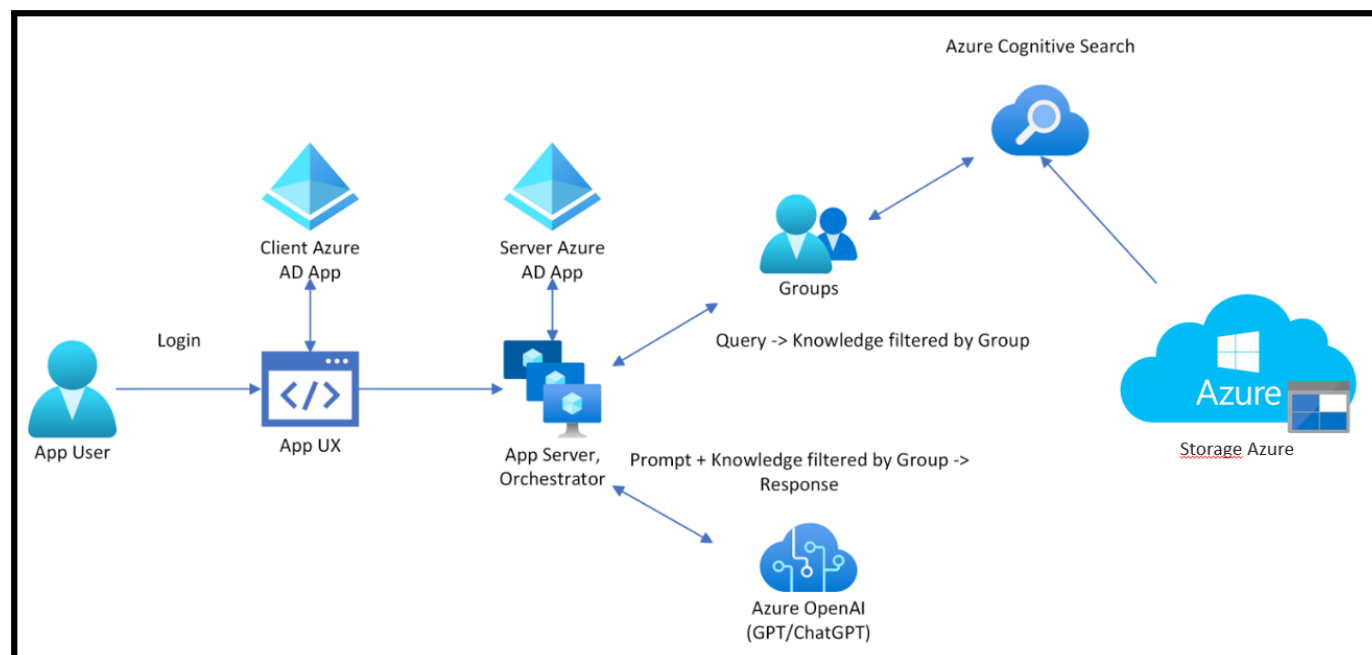 Azure Cognitive Search
Client Azure
AD App
Server Azure
AD App
Groups
Login
Query -> Knowledge filtered by Group
</>
Azure
App User
App UX
App Server,
Orchestrator
Prompt + Knowledge filtered by Group ->
Response
Storage Azure
Azure OpenAI
(GPT/ChatGPT)